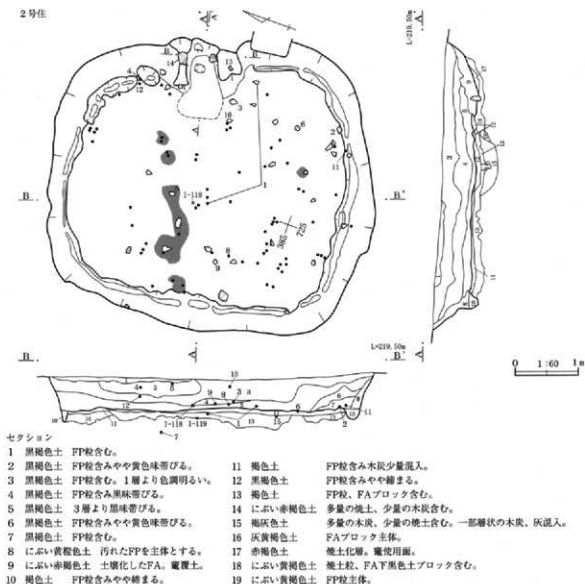 2号住
L=219.50m
A
A'
B
B'
L=219.50m
0 1:60 1m
セクション
1 黒褐色土 FP粒含む。
2 黒褐色土 FP粒含みやや黄色味帯びる。
3 黒褐色土 FP粒含む。1層より色調明るい。
4 黒褐色土 FP粒含み黒味帯びる。
5 黒褐色土 3層より黒味帯びる。
6 黒褐色土 FP粒含みやや黄色味帯びる。
7 黒褐色土 FP粒含む。
8 にぶい黄橙色土 汚れたFPを主体とする。
9 にぶい赤褐色土 土壌化したFA。竈覆土。
10 褐色土 FP粒含みやや締まる。
11 褐色土 FP粒含み木炭少量混入。
12 黒褐色土 FP粒含みやや締まる。
13 褐色土 FP粒、FAブロック含む。
14 にぶい赤褐色土 多量の焼土、少量の木炭含む。
15 褐灰色土 多量の木炭、少量の焼土含む。一部層状の木炭、灰混入。
16 灰黄褐色土 FAブロック主体。
17 赤褐色土 焼土化層。竈使用面。
18 にぶい黄褐色土 焼土粒、FA下黒色土ブロック含む。
19 にぶい黄褐色土 FP粒主体。